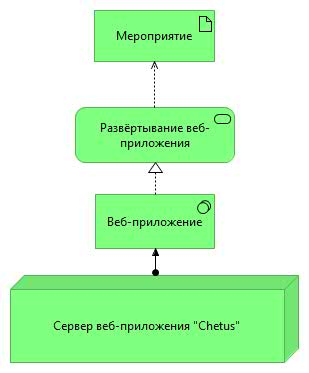 Мероприятие
Развёртывание веб-
приложения
Веб-приложение
Сервер веб-приложения "Chetus"